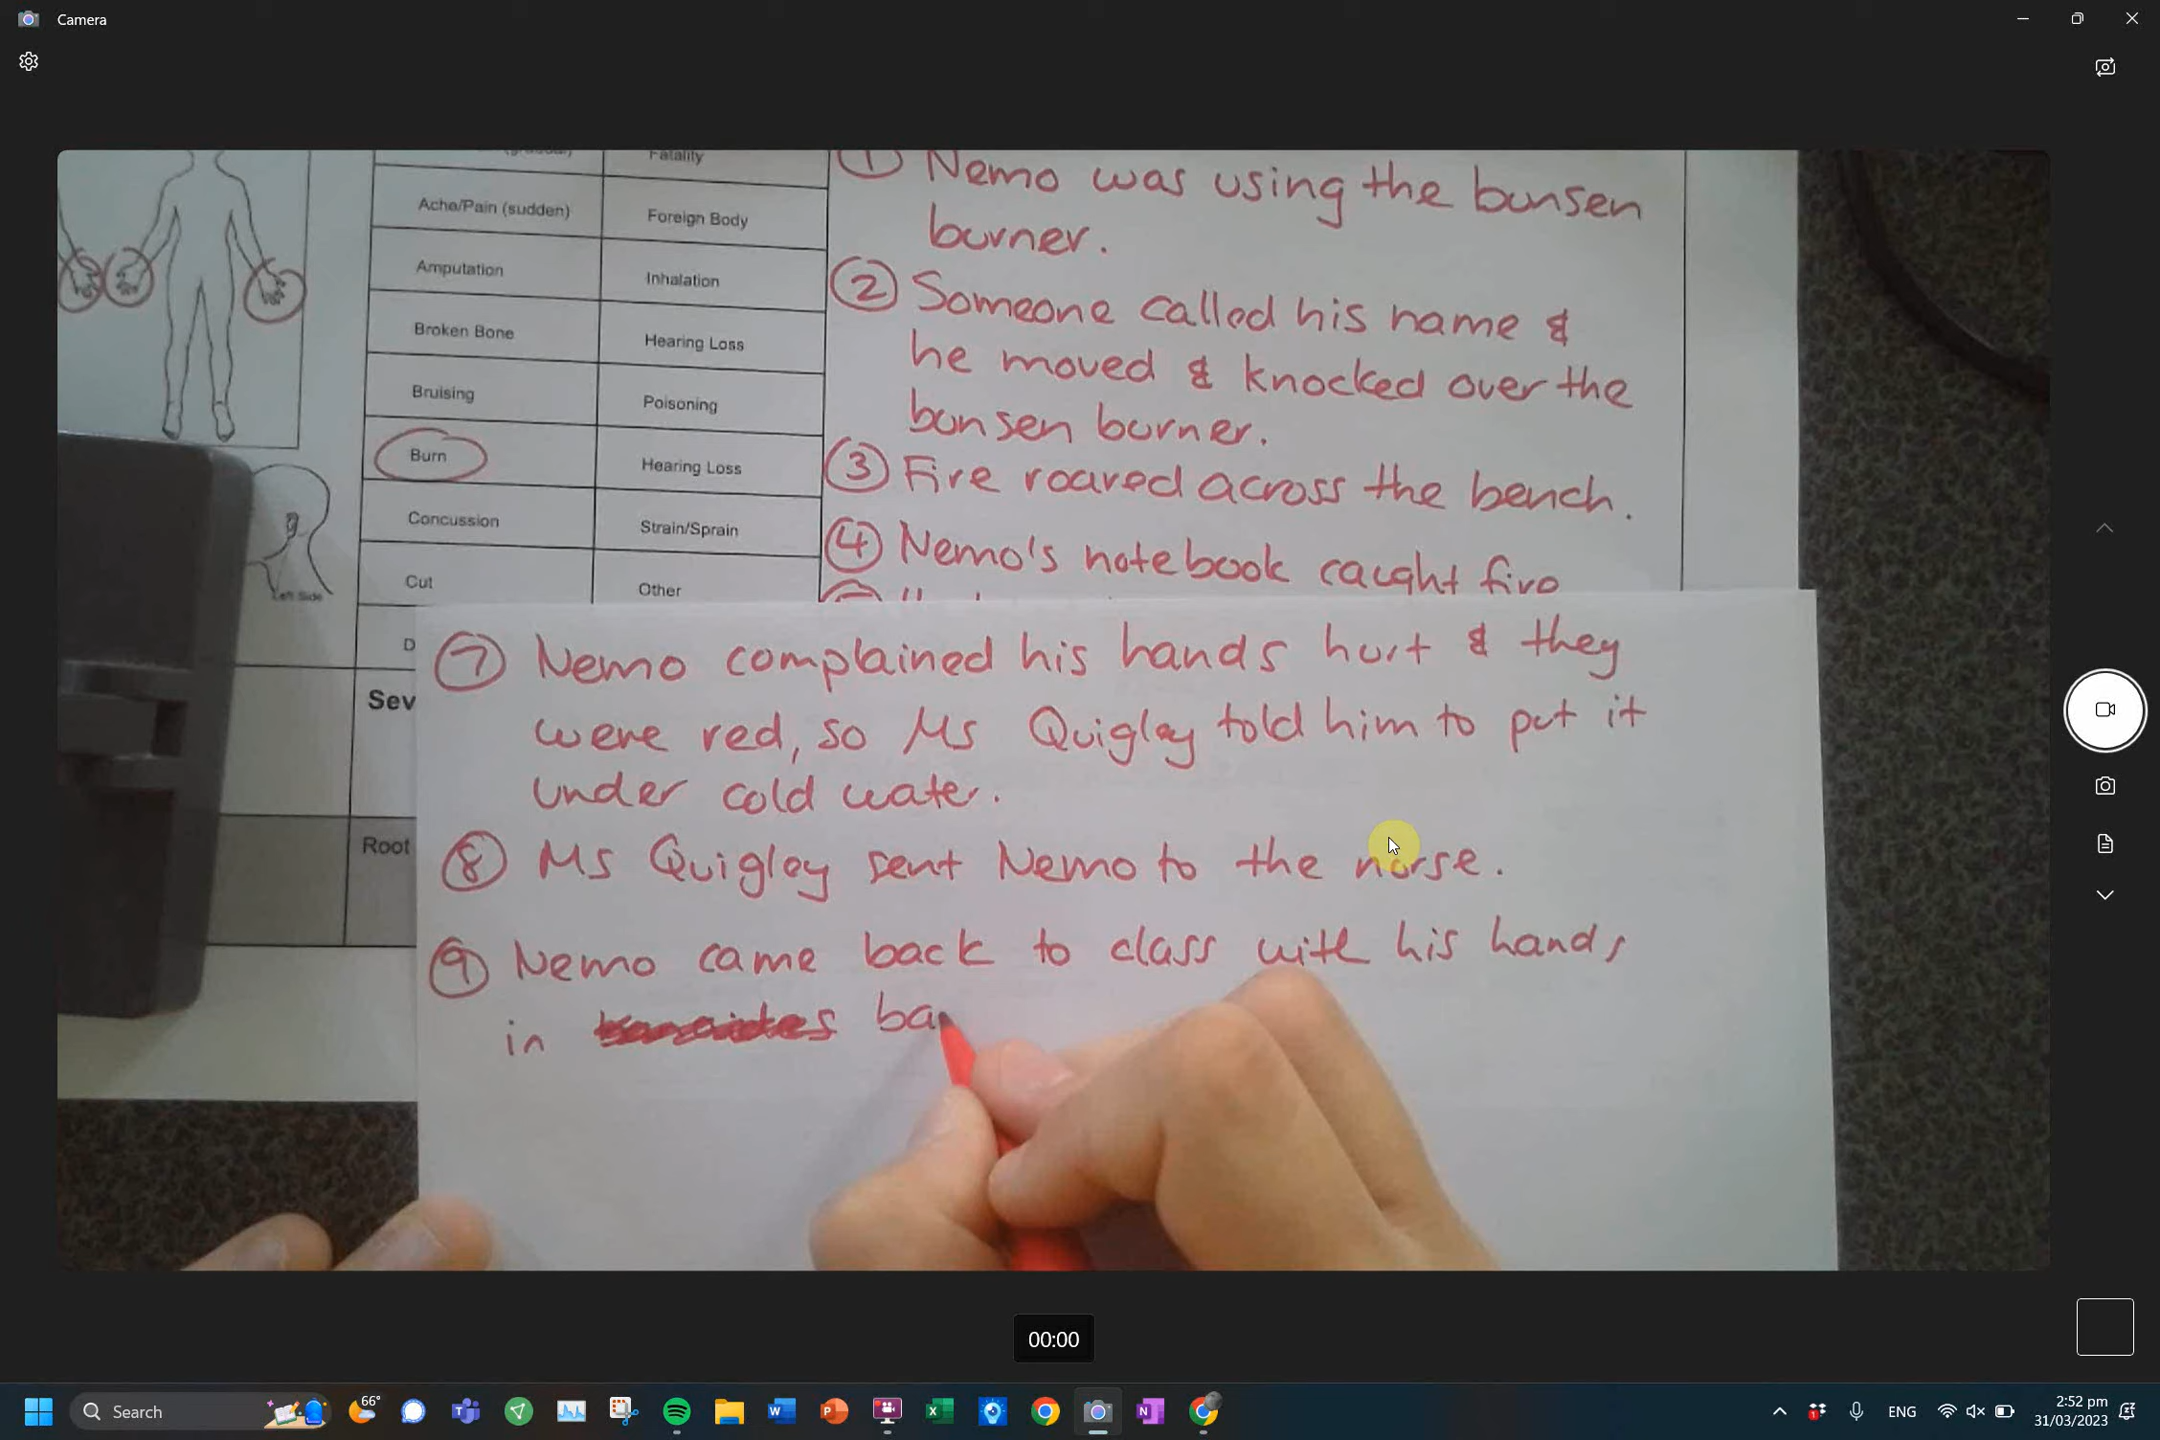 Camera
Fatality
Ache/Pain (sudden)
Foreign Body
Amputation
Inhalation
Broken Bone
Hearing Loss
Bruising
Poisoning
Burn
Hearing Loss
Concussion
Strain/Sprain
Cut
Other
D
Left Side
Sev
Root
① Nemo was using the bunsen
burner.
② Someone called his name &
he moved & knocked over the
bunsen burner.
③ Fire roared across the bench.
④ Nemo's notebook caught fire
⑦ Nemo complained his hands hurt & they
were red, so Ms Quigley told him to put it
under cold water.
⑧ Ms Quigley sent Nemo to the nurse.
⑨ Nemo came back to class with his hands
in ba
00:00
Search
66°
ENG
2:52 pm
31/03/2023